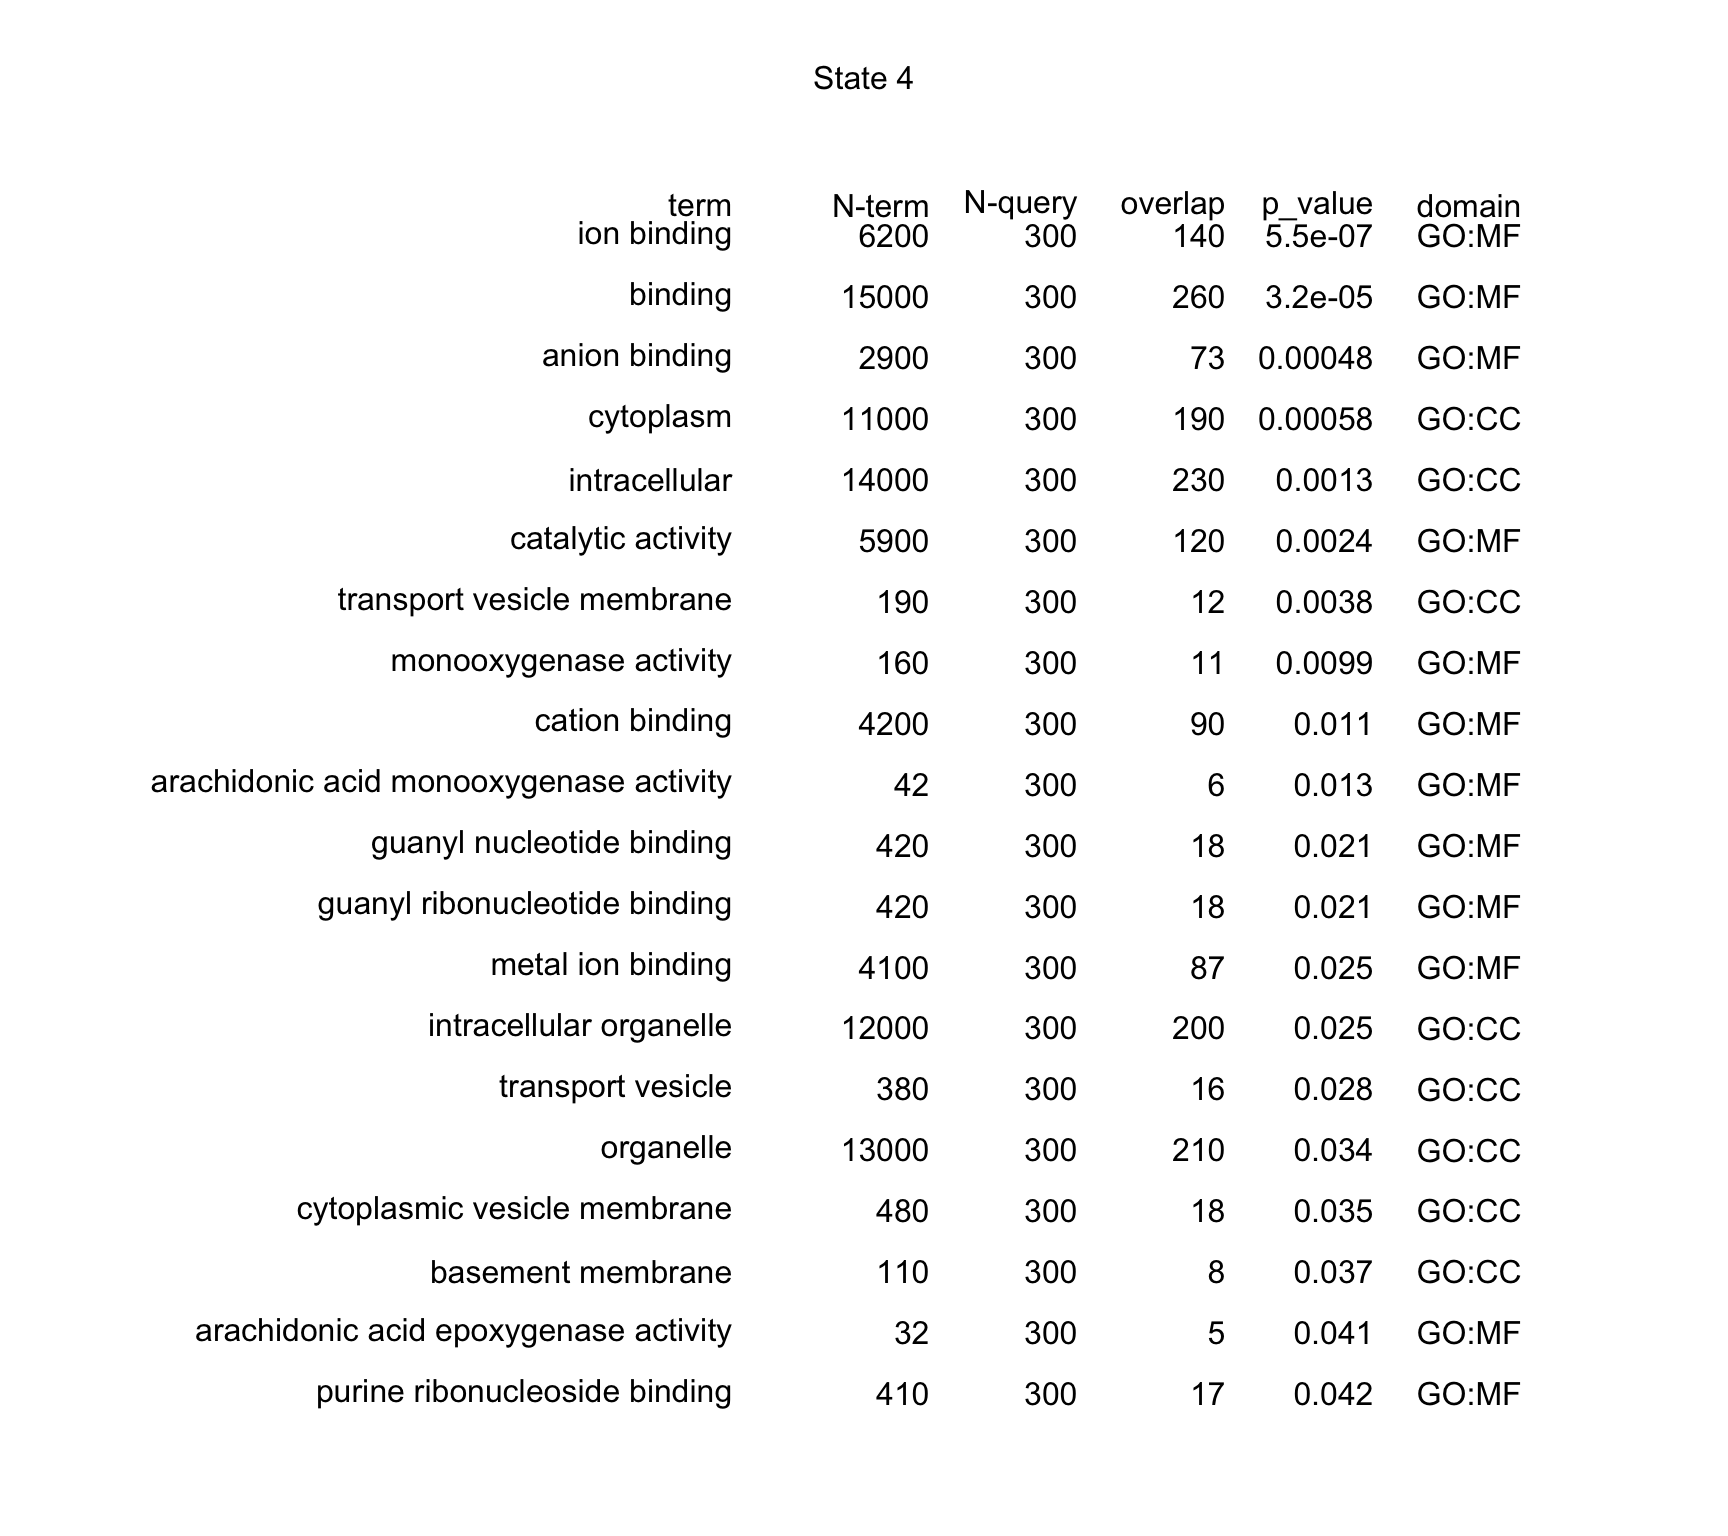 State 4
term N-term N-query overlap p_value domain
ion binding 6200 300 140 5.5e-07 GO:MF
binding 15000 300 260 3.2e-05 GO:MF
anion binding 2900 300 73 0.00048 GO:MF
cytoplasm 11000 300 190 0.00058 GO:CC
intracellular 14000 300 230 0.0013 GO:CC
catalytic activity 5900 300 120 0.0024 GO:MF
transport vesicle membrane 190 300 12 0.0038 GO:CC
monooxygenase activity 160 300 11 0.0099 GO:MF
cation binding 4200 300 90 0.011 GO:MF
arachidonic acid monooxygenase activity 42 300 6 0.013 GO:MF
guanyl nucleotide binding 420 300 18 0.021 GO:MF
guanyl ribonucleotide binding 420 300 18 0.021 GO:MF
metal ion binding 4100 300 87 0.025 GO:MF
intracellular organelle 12000 300 200 0.025 GO:CC
transport vesicle 380 300 16 0.028 GO:CC
organelle 13000 300 210 0.034 GO:CC
cytoplasmic vesicle membrane 480 300 18 0.035 GO:CC
basement membrane 110 300 8 0.037 GO:CC
arachidonic acid epoxygenase activity 32 300 5 0.041 GO:MF
purine ribonucleoside binding 410 300 17 0.042 GO:MF